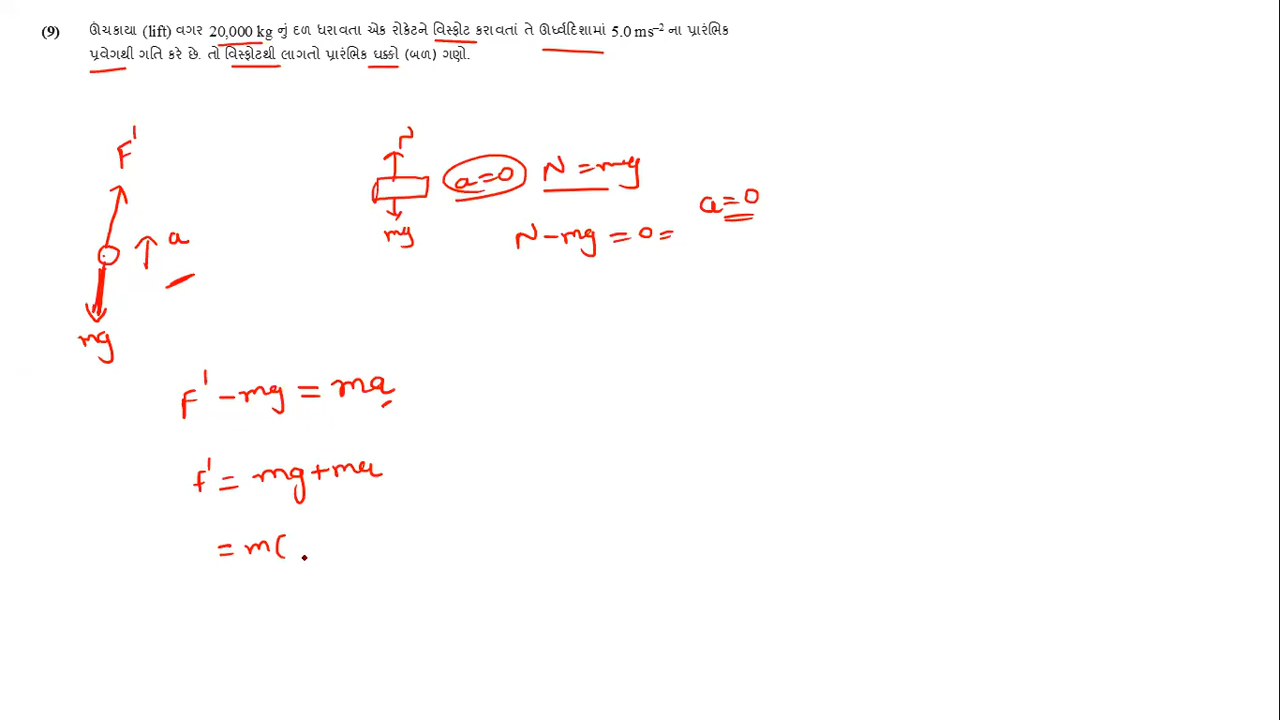 (9) ઊંચકાયા (lift) વગર 20,000 kg નું દળ ધરાવતા એક રોકેટને વિસ્ફોટ કરાવતાં તે ઊર્ધ્વદિશામાં 5.0 ms⁻² ના પ્રારંભિક
પ્રવેગથી ગતિ કરે છે. તો વિસ્ફોટથી લાગતો પ્રારંભિક ધક્કો (બળ) ગણો.
F'
a
mg
N
a=0
mg
N = mg
a = 0
N - mg = 0 =
F' - mg = ma
f' = mg + ma
= m(